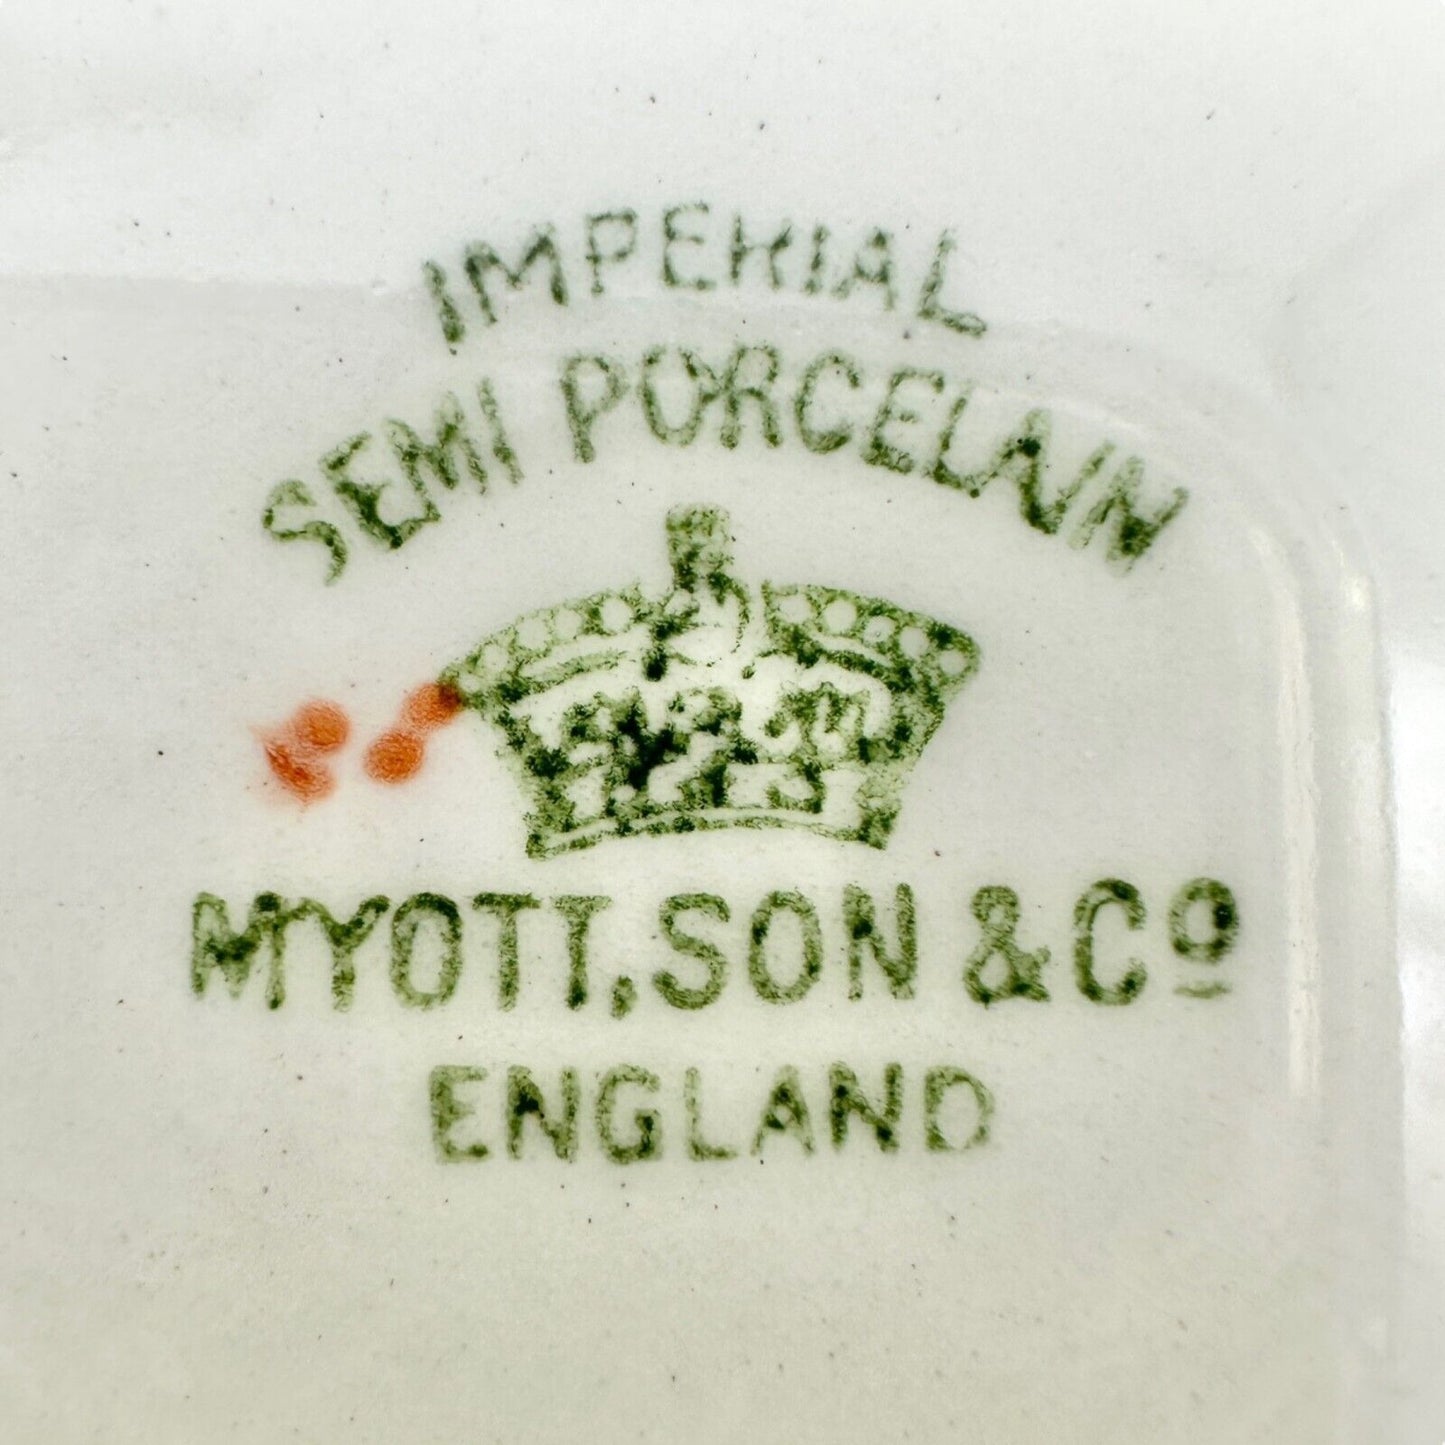 IMPERIAL
SEMI PORCELAIN
MYOTT, SON & Cº
ENGLAND